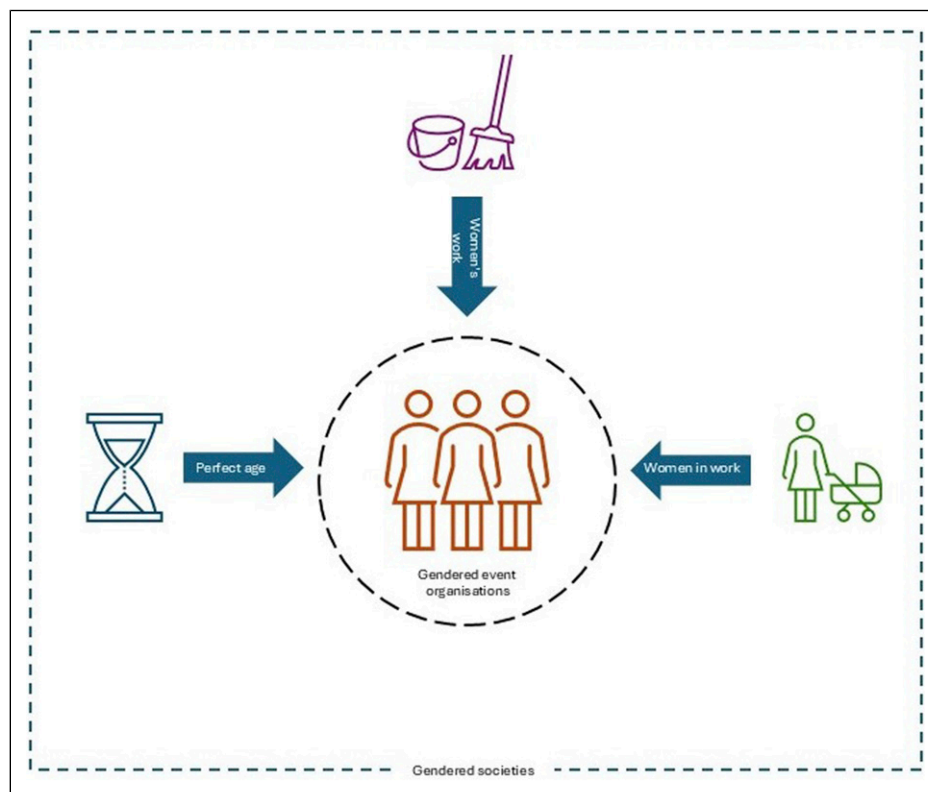 Women's
work
Perfect age
Women in work
Gendered event
organisations
Gendered societies